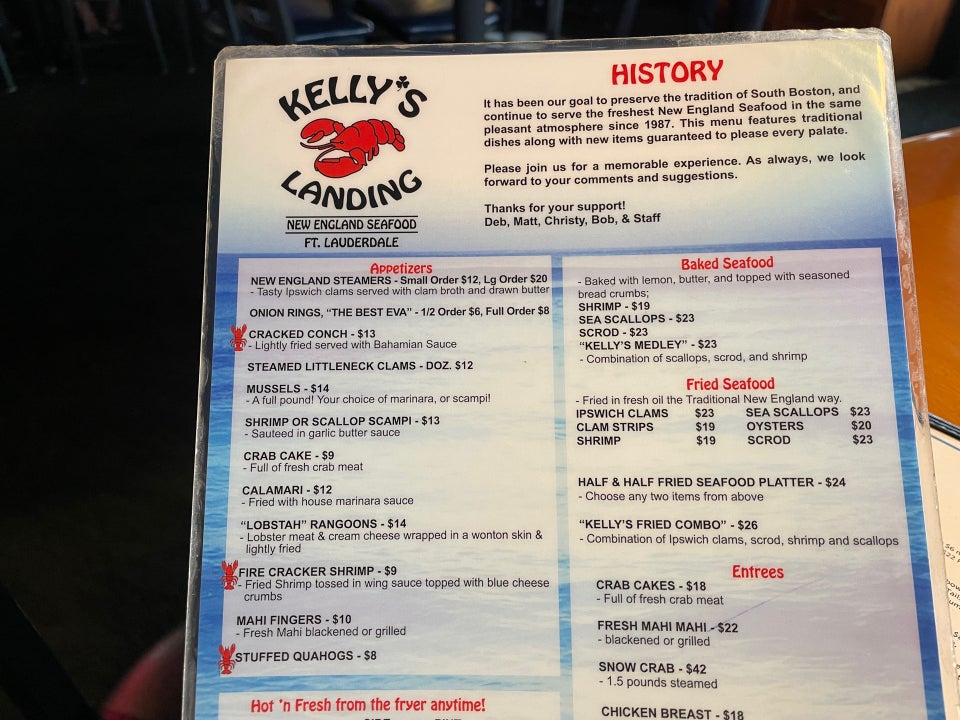 KELLY'S
LANDING
NEW ENGLAND SEAFOOD
FT. LAUDERDALE
HISTORY
It has been our goal to preserve the tradition of South Boston, and
continue to serve the freshest New England Seafood in the same
pleasant atmosphere since 1987. This menu features traditional
dishes along with new items guaranteed to please every palate.
Please join us for a memorable experience. As always, we look
forward to your comments and suggestions.
Thanks for your support!
Deb, Matt, Christy, Bob, & Staff
Appetizers
NEW ENGLAND STEAMERS - Small Order $12, Lg Order $20
- Tasty Ipswich clams served with clam broth and drawn butter
ONION RINGS, "THE BEST EVA" - 1/2 Order $6, Full Order $8
CRACKED CONCH - $13
- Lightly fried served with Bahamian Sauce
STEAMED LITTLENECK CLAMS - DOZ. $12
MUSSELS - $14
- A full pound! Your choice of marinara, or scampi!
SHRIMP OR SCALLOP SCAMPI - $13
- Sauteed in garlic butter sauce
CRAB CAKE - $9
- Full of fresh crab meat
CALAMARI - $12
- Fried with house marinara sauce
"LOBSTAH" RANGOONS - $14
- Lobster meat & cream cheese wrapped in a wonton skin &
lightly fried
FIRE CRACKER SHRIMP - $9
- Fried Shrimp tossed in wing sauce topped with blue cheese
crumbs
MAHI FINGERS - $10
- Fresh Mahi blackened or grilled
STUFFED QUAHOGS - $8
Hot 'n Fresh from the fryer anytime!
Baked Seafood
- Baked with lemon, butter, and topped with seasoned
bread crumbs;
SHRIMP - $19
SEA SCALLOPS - $23
SCROD - $23
"KELLY'S MEDLEY" - $23
- Combination of scallops, scrod, and shrimp
Fried Seafood
- Fried in fresh oil the Traditional New England way.
IPSWICH CLAMS $23 SEA SCALLOPS $23
CLAM STRIPS $19 OYSTERS $20
SHRIMP $19 SCROD $23
HALF & HALF FRIED SEAFOOD PLATTER - $24
- Choose any two items from above
"KELLY'S FRIED COMBO" - $26
- Combination of Ipswich clams, scrod, shrimp and scallops
Entrees
CRAB CAKES - $18
- Full of fresh crab meat
FRESH MAHI MAHI - $22
- blackened or grilled
SNOW CRAB - $42
- 1.5 pounds steamed
CHICKEN BREAST - $18